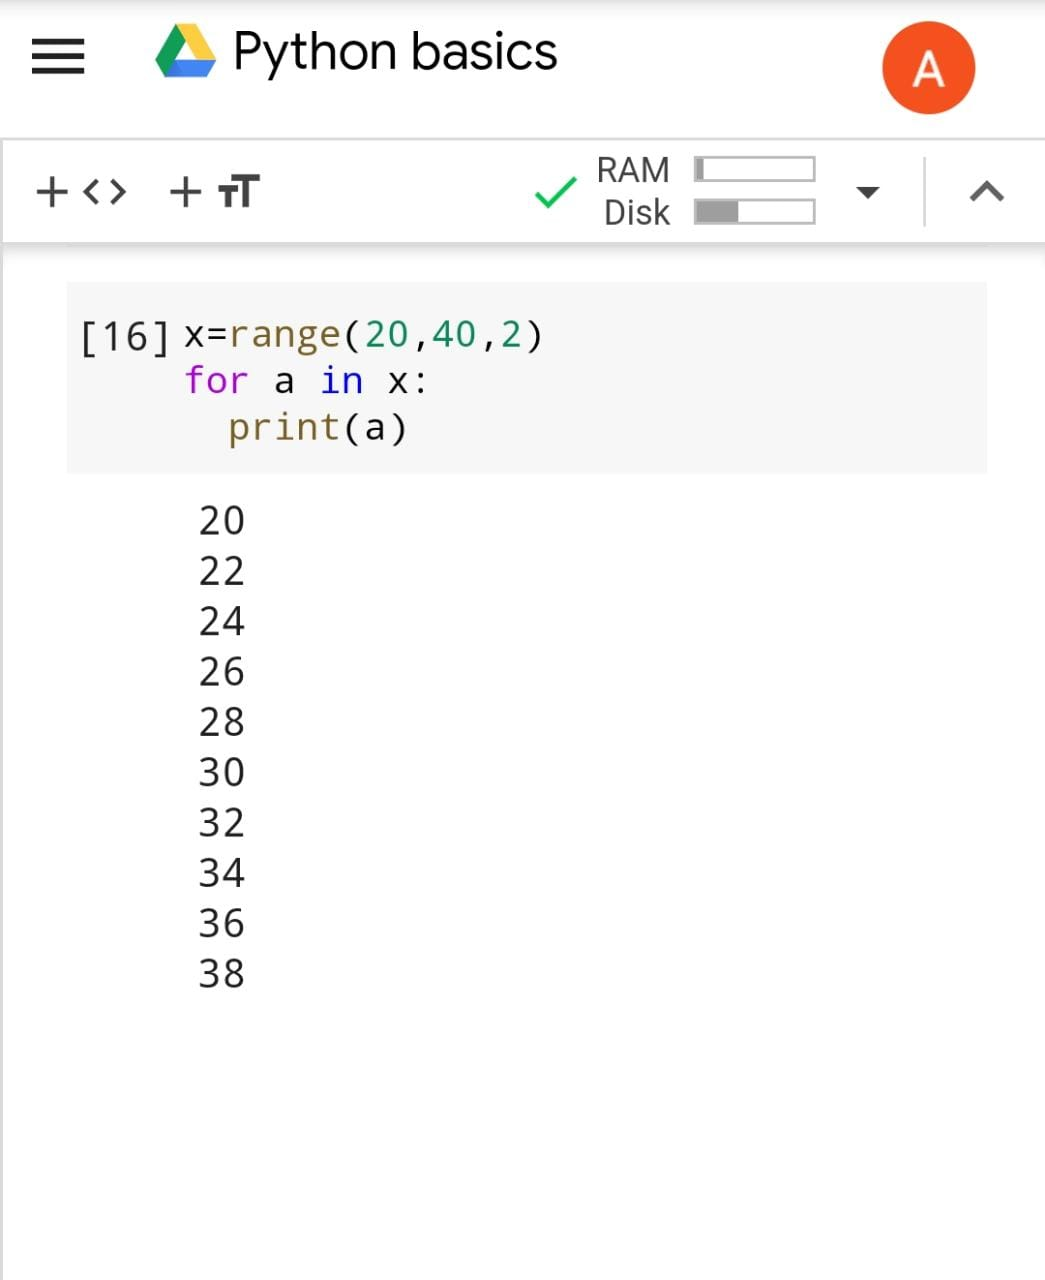 Python basics
A
+<> +TT
RAM
Disk
[16] x=range(20,40,2)
for a in x:
  print(a)
20
22
24
26
28
30
32
34
36
38